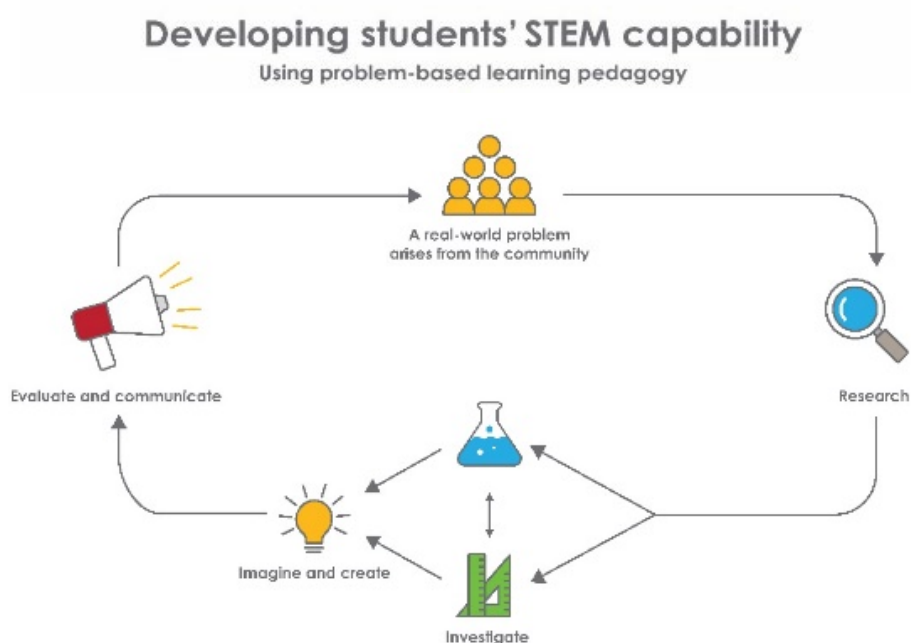 Developing students' STEM capability
Using problem-based learning pedagogy
A real-world problem
arises from the community
Research
Investigate
Imagine and create
Evaluate and communicate